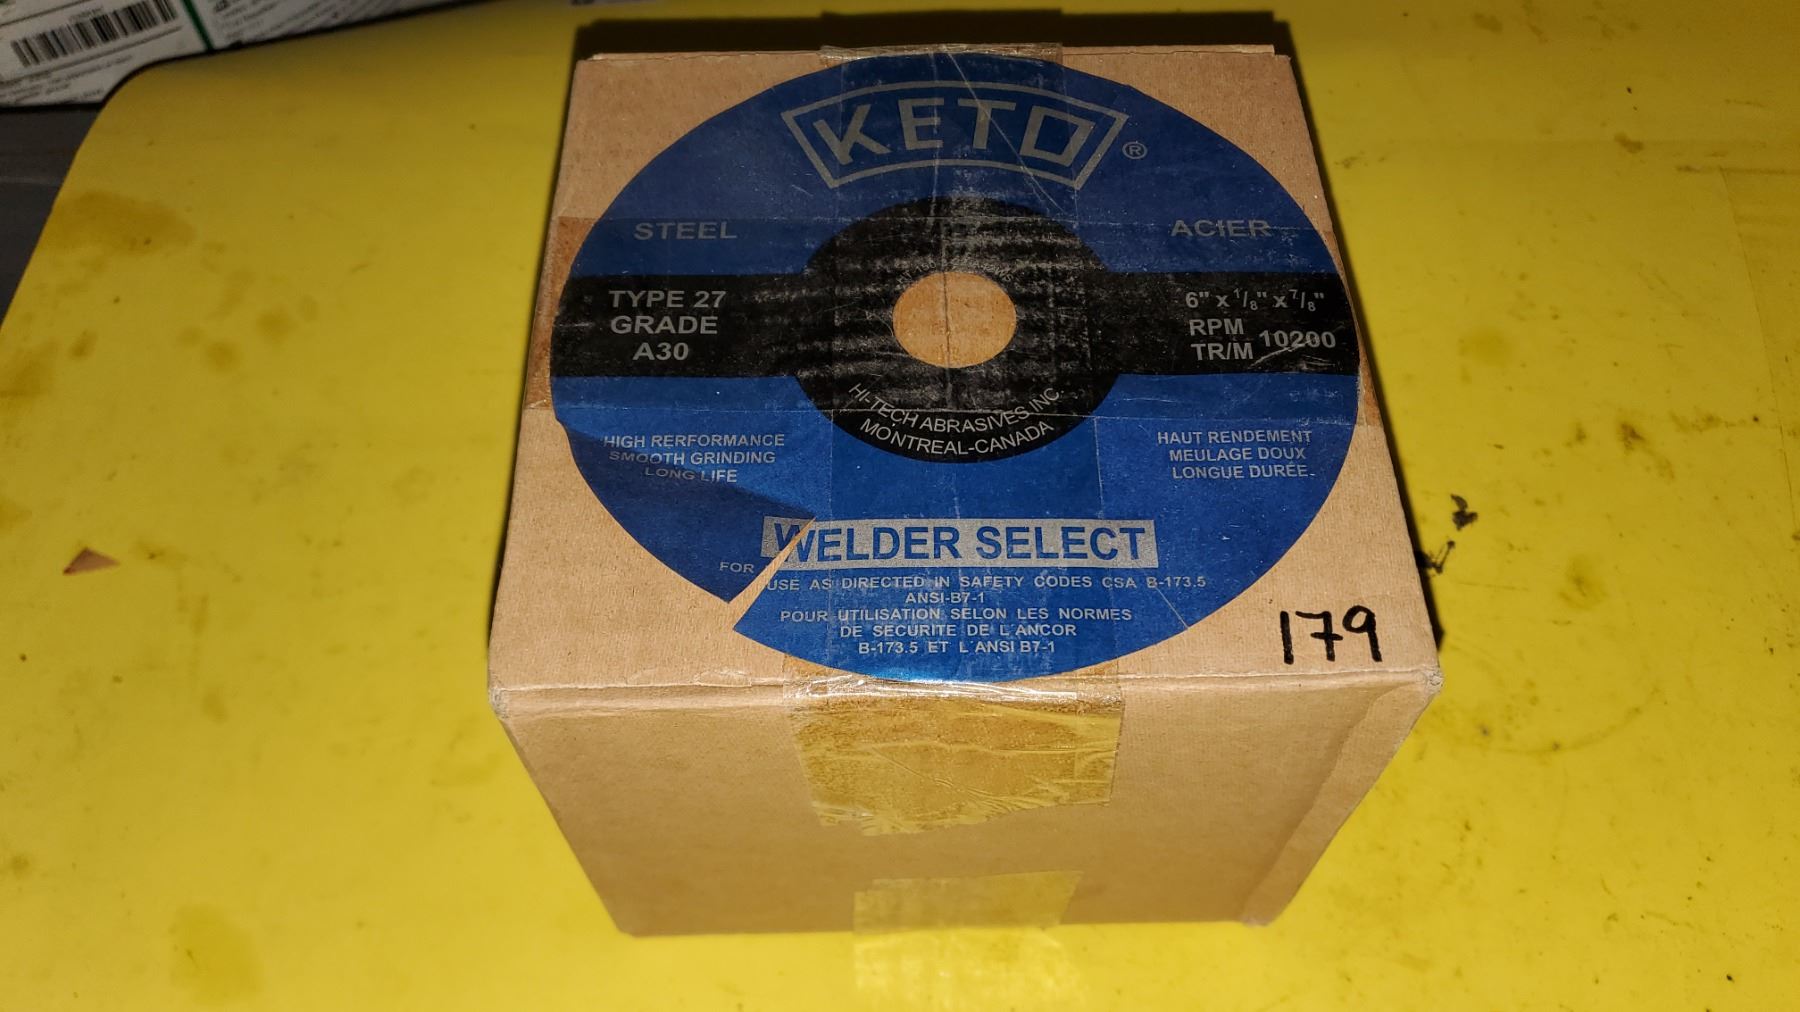 KETO®
STEEL
ACIER
TYPE 27
GRADE
A30
6" x 1/8" x 7/8"
RPM
TR/M 10200
HI-TECH ABRASIVES INC
MONTREAL-CANADA
HIGH RERFORMANCE
SMOOTH GRINDING
LONG LIFE
HAUT RENDEMENT
MEULAGE DOUX
LONGUE DURÉE
WELDER SELECT
FOR USE AS DIRECTED IN SAFETY CODES CSA B-173.5
ANSI-B7-1
POUR UTILISATION SELON LES NORMES
DE SECURITE DE L'ANCOR
B-173.5 ET L'ANSI B7-1
179